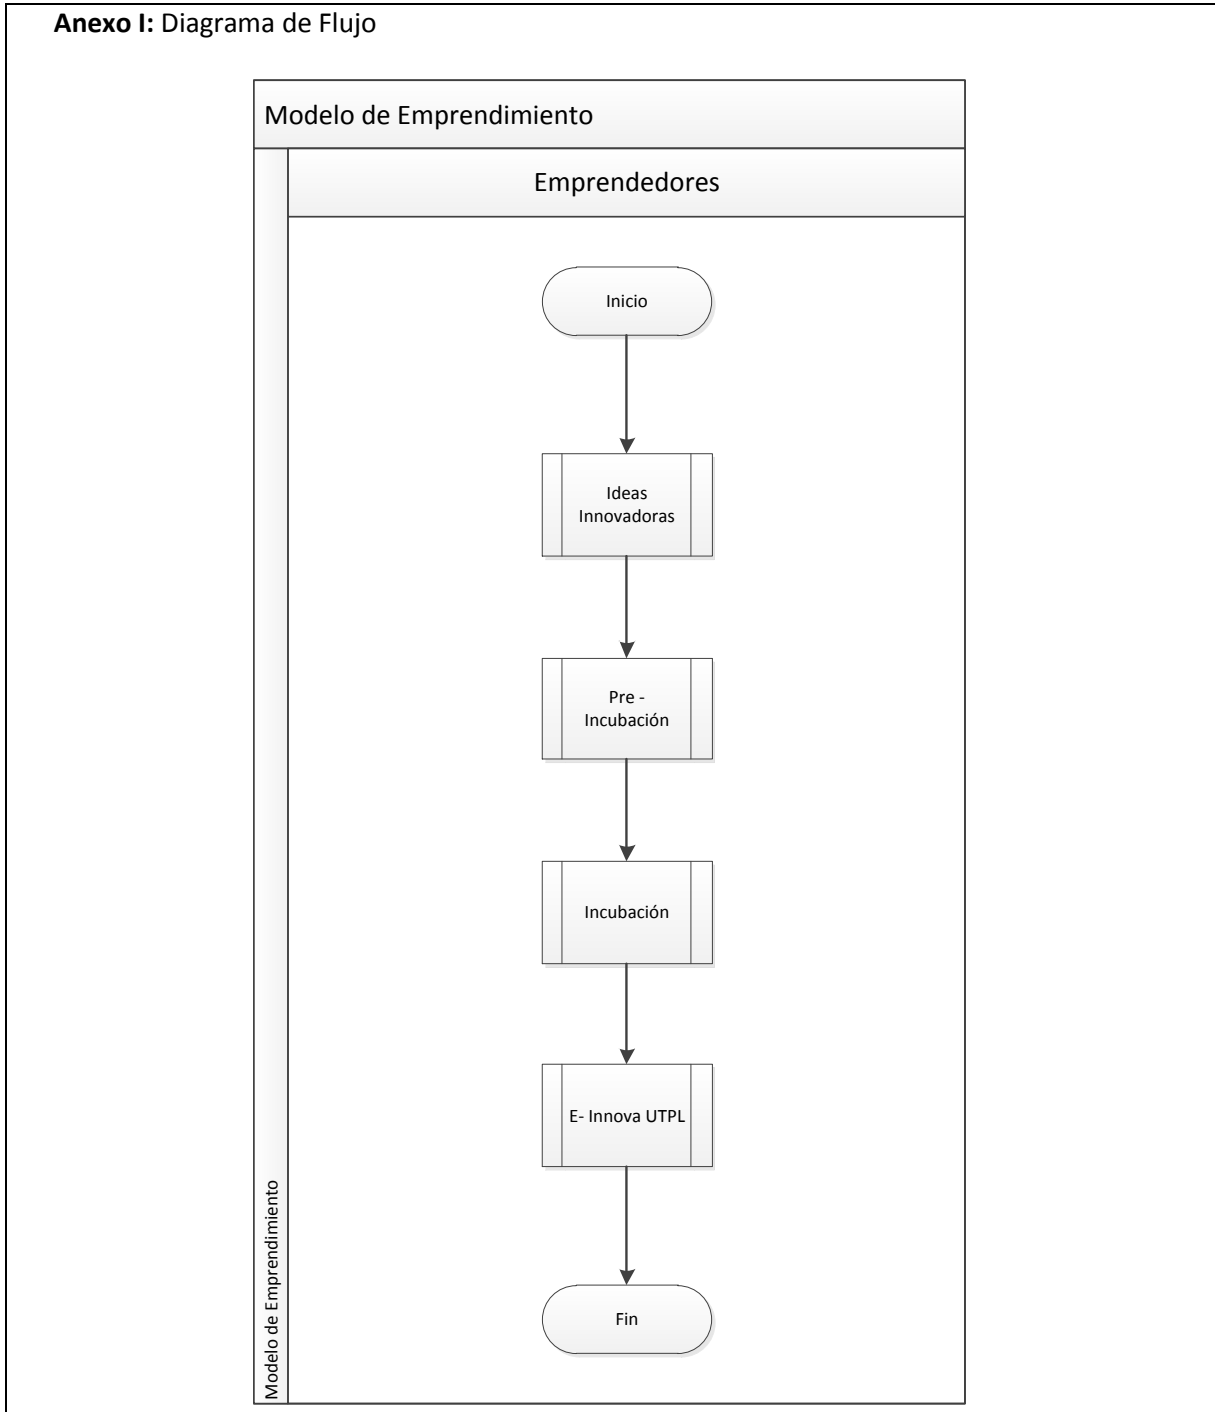 Anexo I: Diagrama de Flujo
Modelo de Emprendimiento
Emprendedores
Inicio
Ideas
Innovadoras
Pre -
Incubación
Incubación
E- Innova UTPL
Fin
Modelo de Emprendimiento